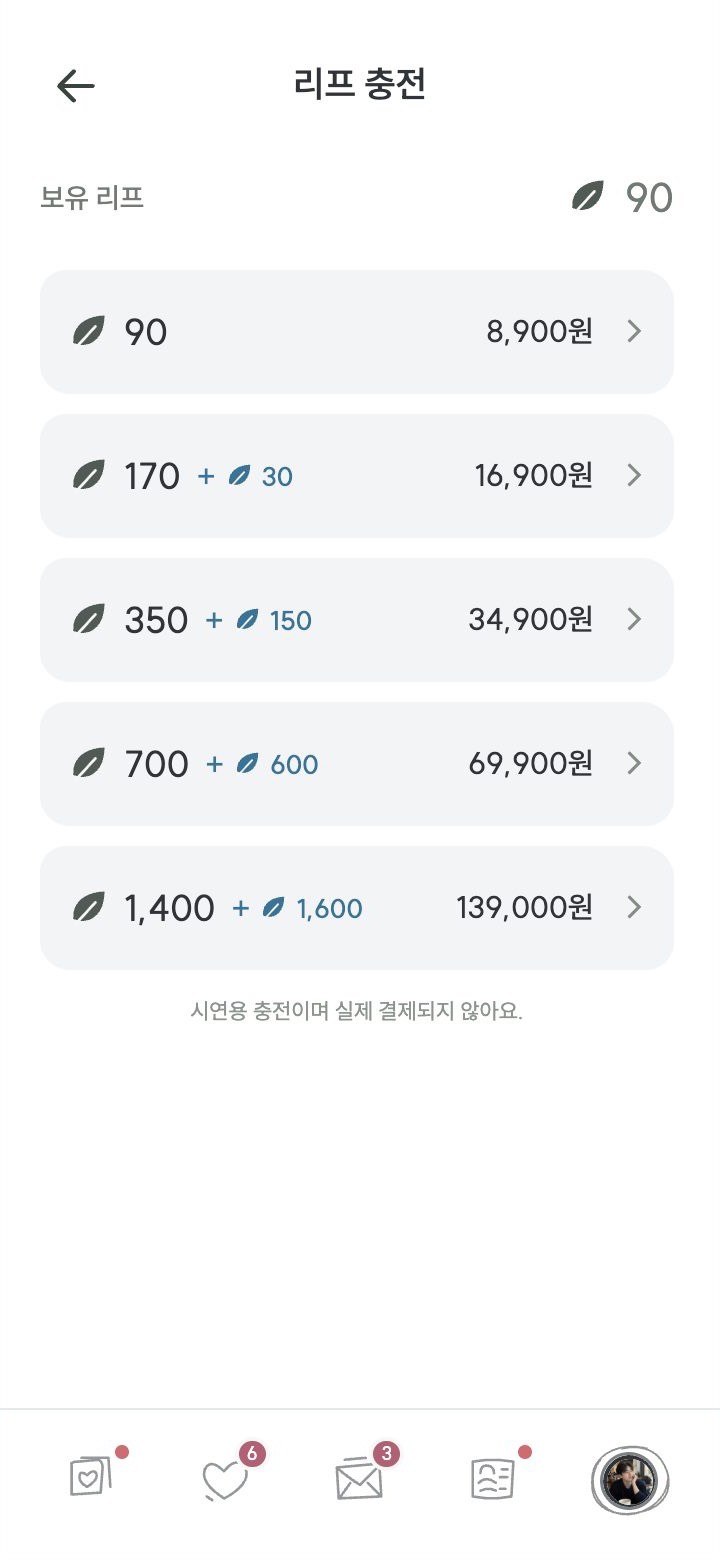 리프 충전
보유 리프 90
90 8,900원
170 + 30 16,900원
350 + 150 34,900원
700 + 600 69,900원
1,400 + 1,600 139,000원
시연용 충전이며 실제 결제되지 않아요.
6 3